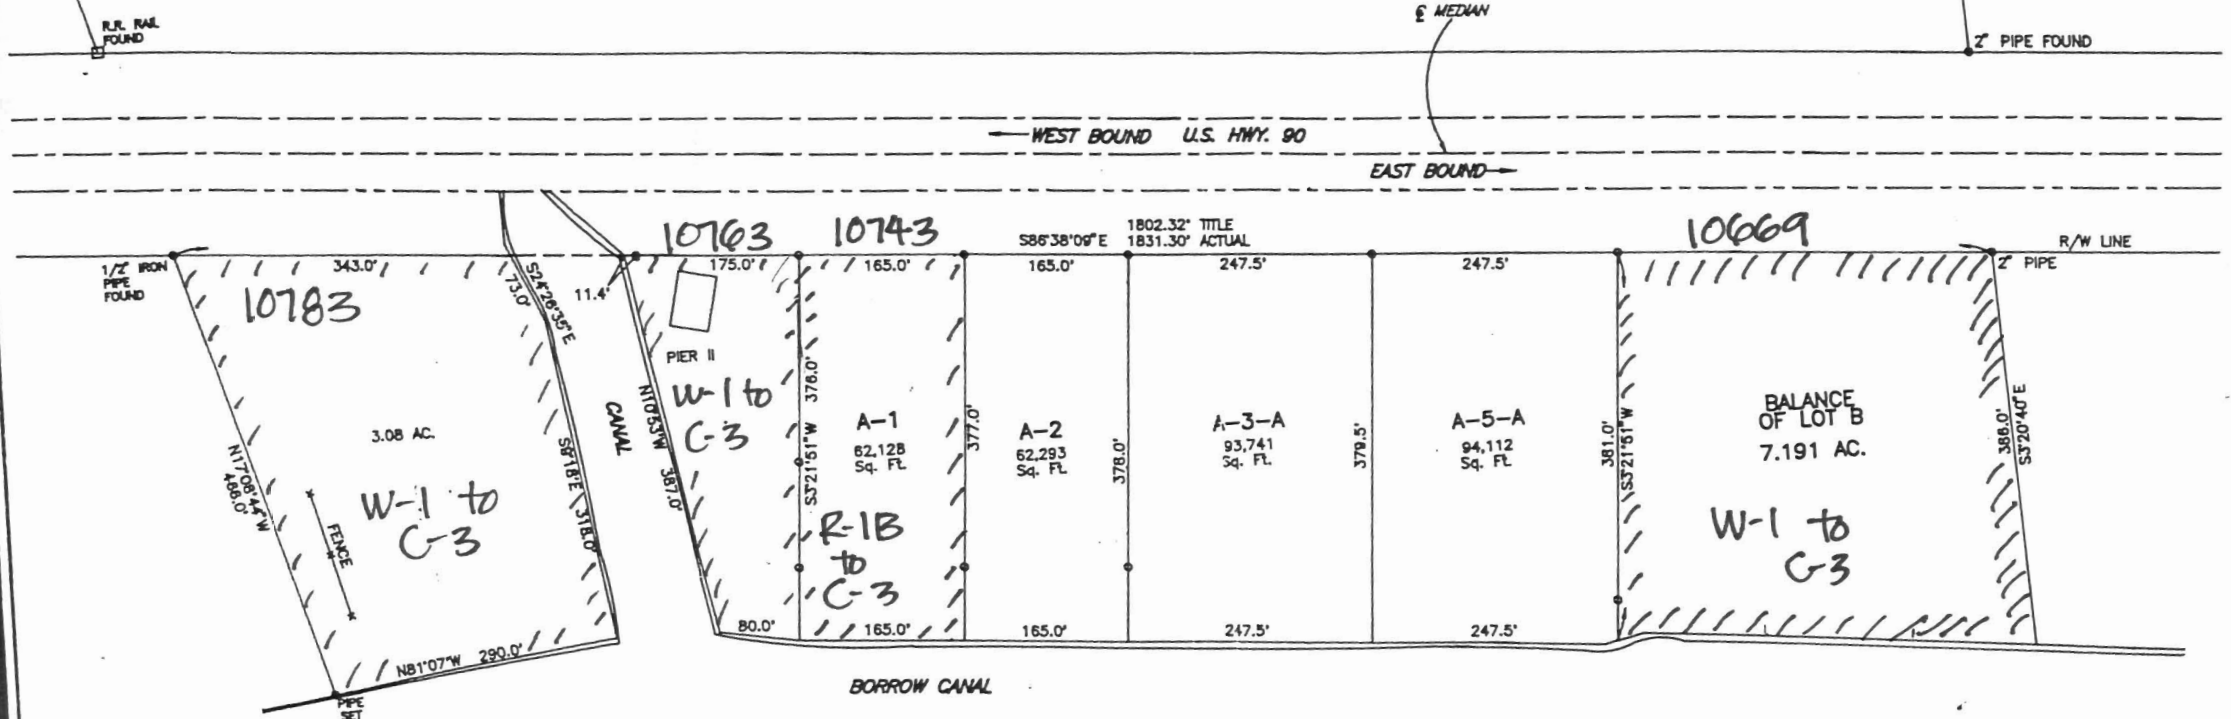 R.R. RAIL
FOUND
℄ MEDIAN
2" PIPE FOUND
WEST BOUND U.S. HWY. 90
EAST BOUND
10763
10743
S86°38'09"E
1802.32' TITLE
1831.30' ACTUAL
10669
R/W LINE
1/2" IRON
PIPE
FOUND
343.0'
175.0'
165.0'
165.0'
247.5'
247.5'
2" PIPE
10783
73.0'
S24°26'35"E
11.4'
PIER II
W-1 to
C-3
N10°53'W 387.0'
CANAL
3.08 AC.
W-1 to
C-3
N17°08'44"W
466.0'
FENCE
S8°18'E 318.0'
N81°07'W 290.0'
PIPE
SET
80.0'
S3°21'51"W 376.0'
A-1
62,128
Sq. Ft.
R-1B
to
C-3
165.0'
377.0'
A-2
62,293
Sq. Ft.
165.0'
378.0'
A-3-A
93,741
Sq. Ft.
247.5'
379.5'
A-5-A
94,112
Sq. Ft.
247.5'
381.0'
S3°21'51"W
BALANCE
OF LOT B
7.191 AC.
W-1 to
C-3
386.0'
S3°20'40"E
BORROW CANAL